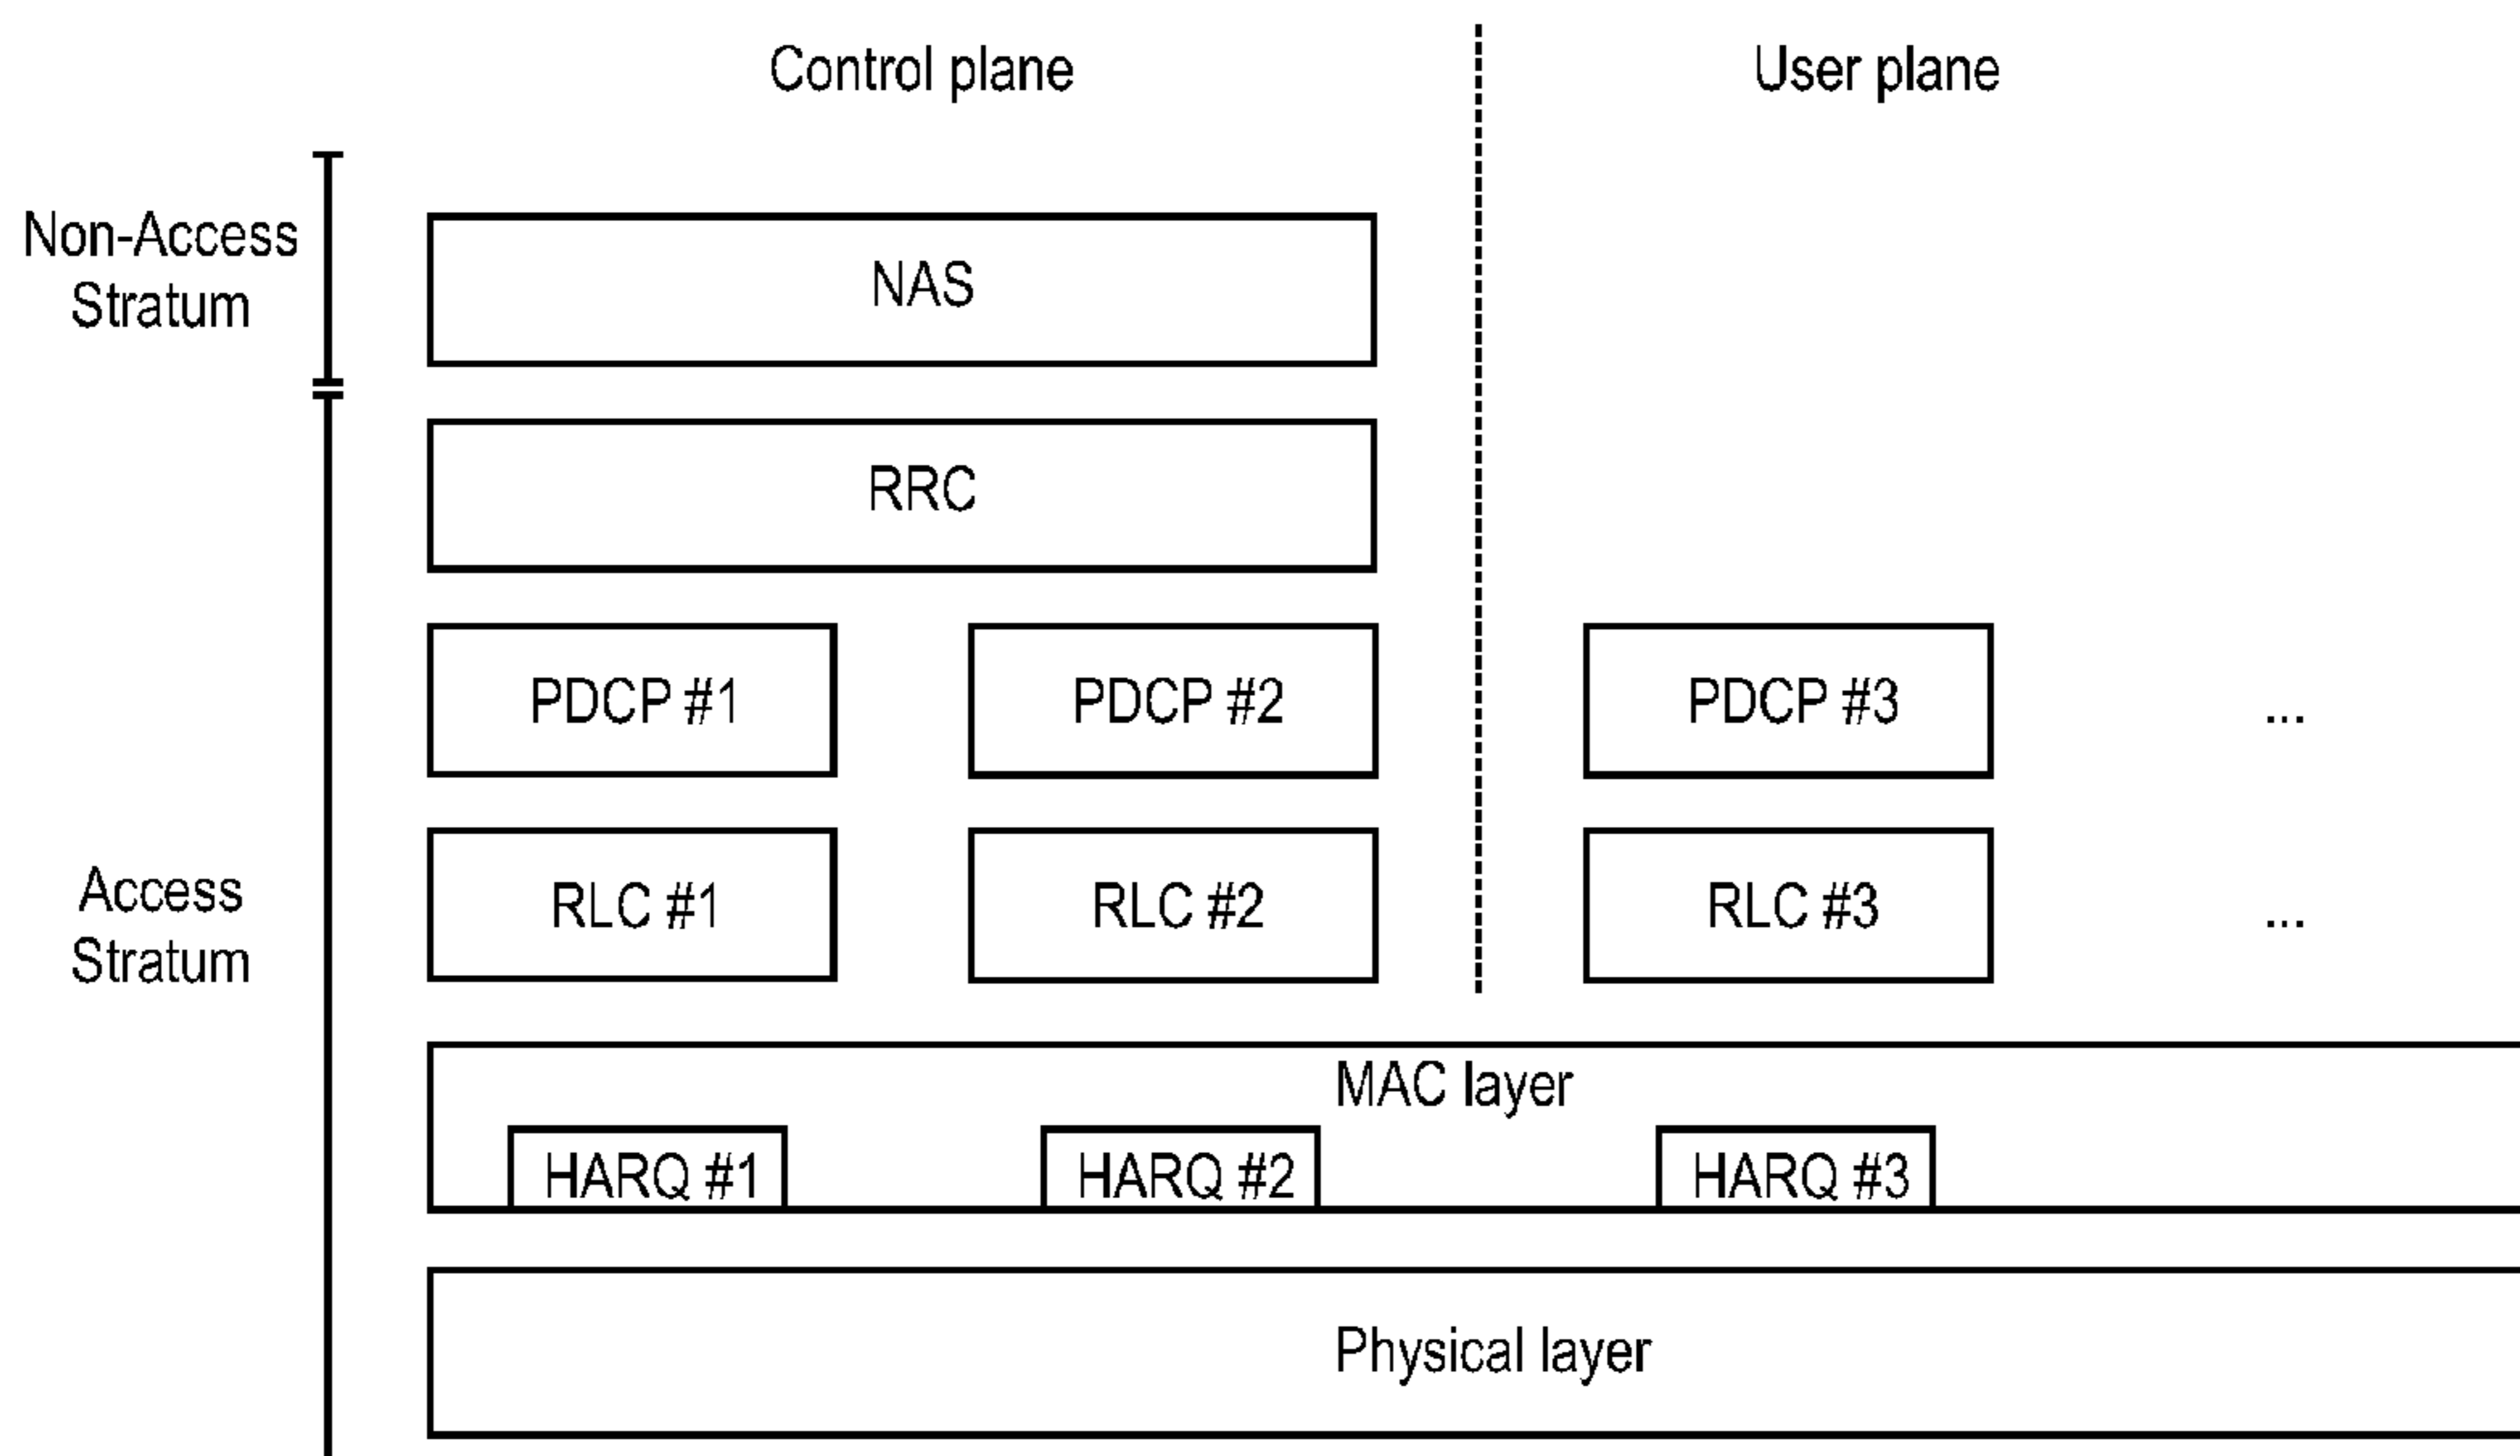 Control plane
User plane
Non-Access
Stratum
NAS
RRC
PDCP #1
PDCP #2
PDCP #3
...
Access
Stratum
RLC #1
RLC #2
RLC #3
...
MAC layer
HARQ #1
HARQ #2
HARQ #3
Physical layer